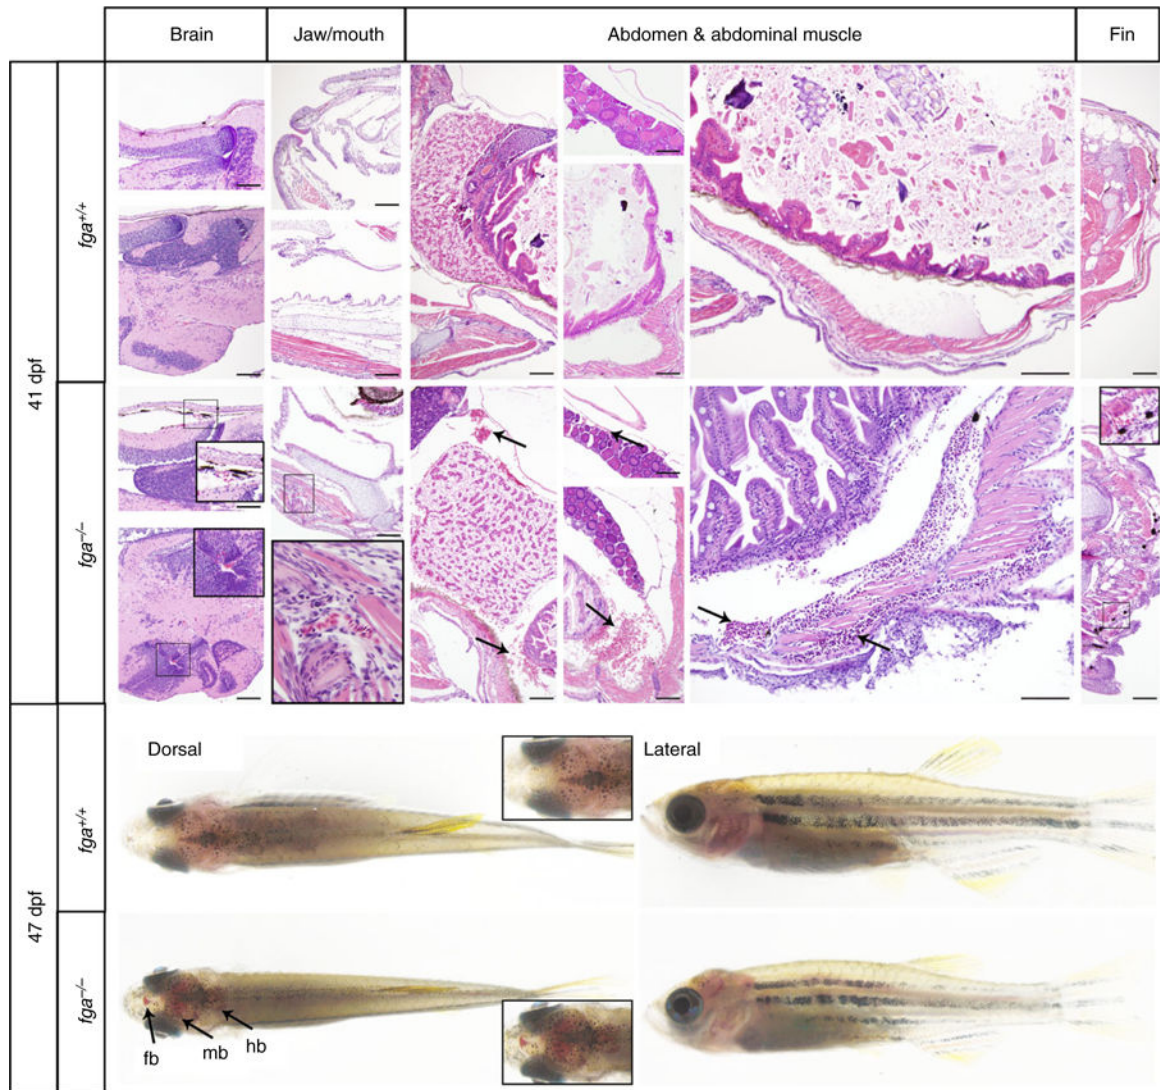 Brain
Jaw/mouth
Abdomen & abdominal muscle
Fin
41 dpf
fga+/+
fga–/–
47 dpf
fga+/+
Dorsal
Lateral
fga–/–
fb
mb
hb